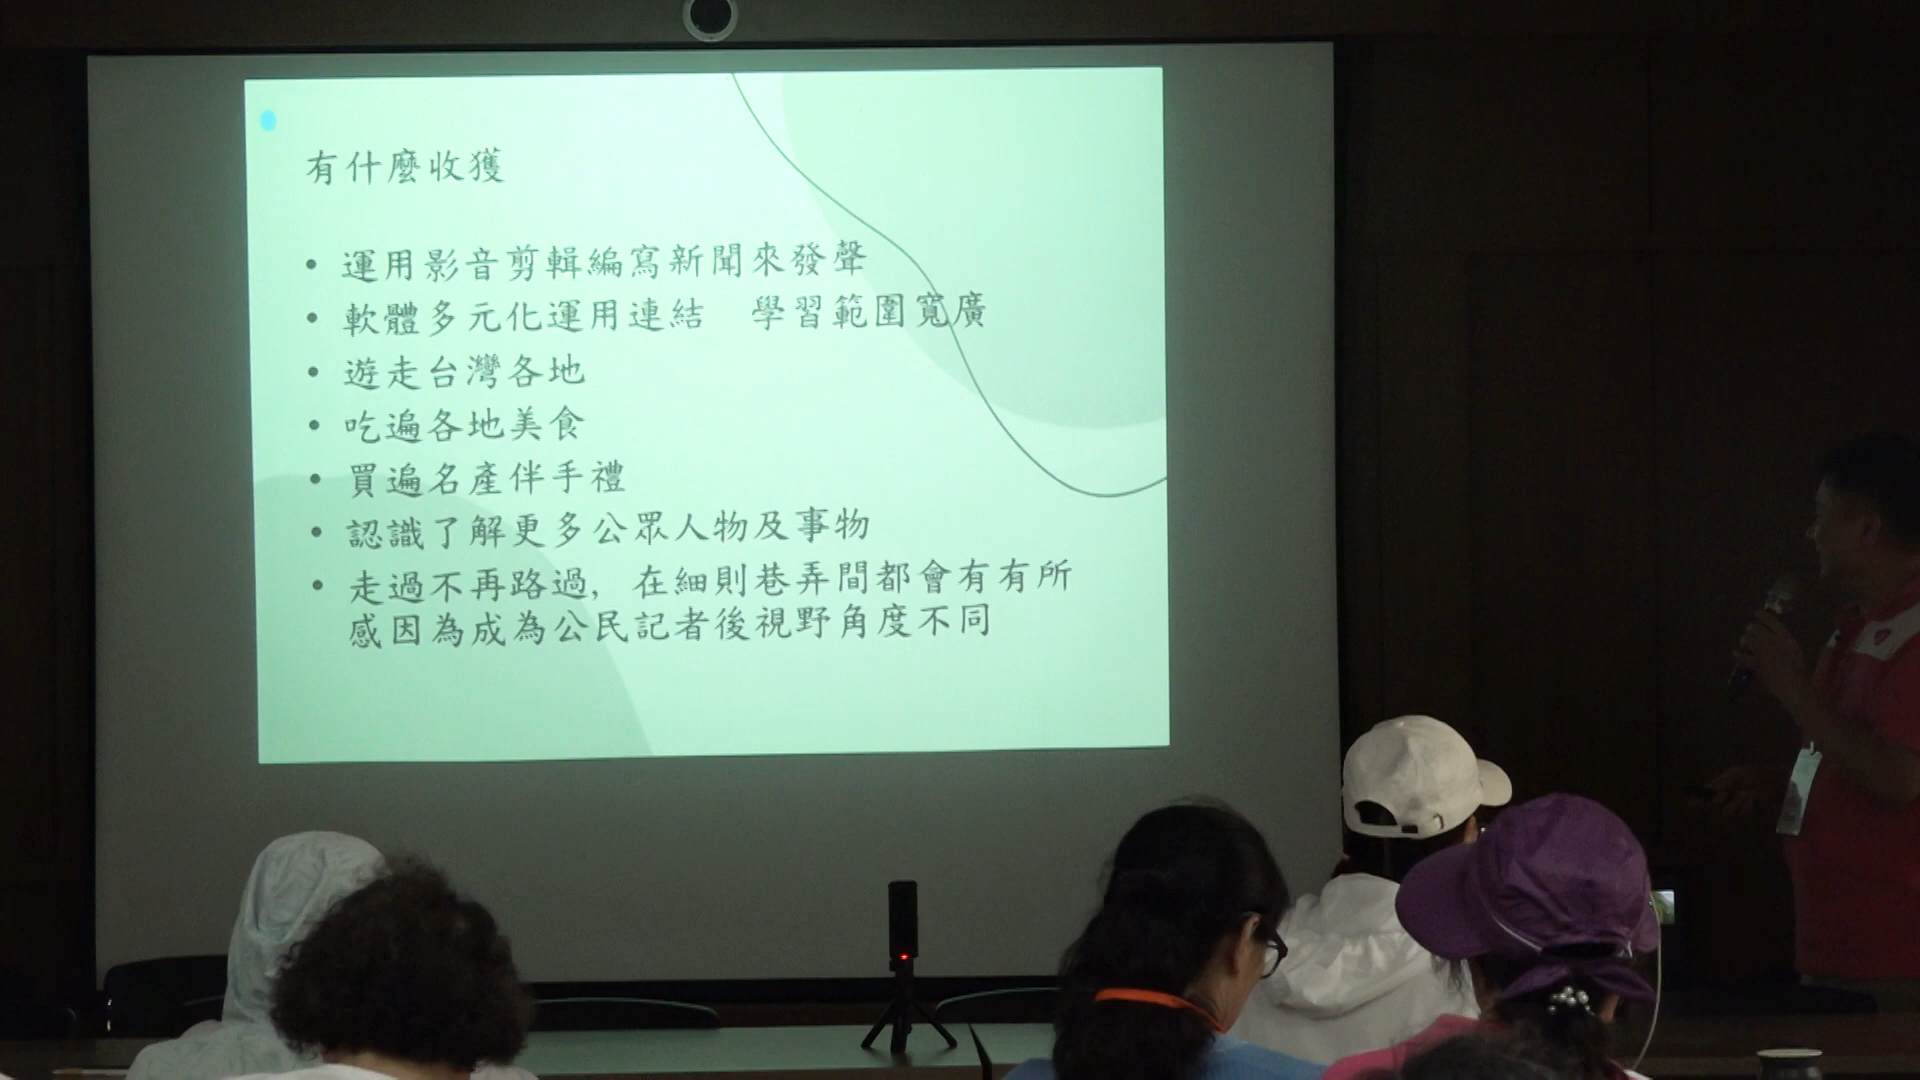 有什麼收獲
• 運用影音剪輯編寫新聞來發聲
• 軟體多元化運用連結　學習範圍寬廣
• 遊走台灣各地
• 吃遍各地美食
• 買遍名產伴手禮
• 認識了解更多公眾人物及事物
• 走過不再路過，在細則巷弄間都會有有所
感因為成為公民記者後視野角度不同